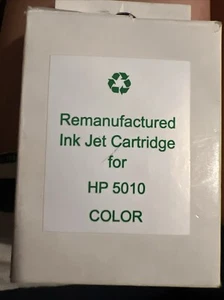 Remanufactured
Ink Jet Cartridge
for
HP 5010
COLOR